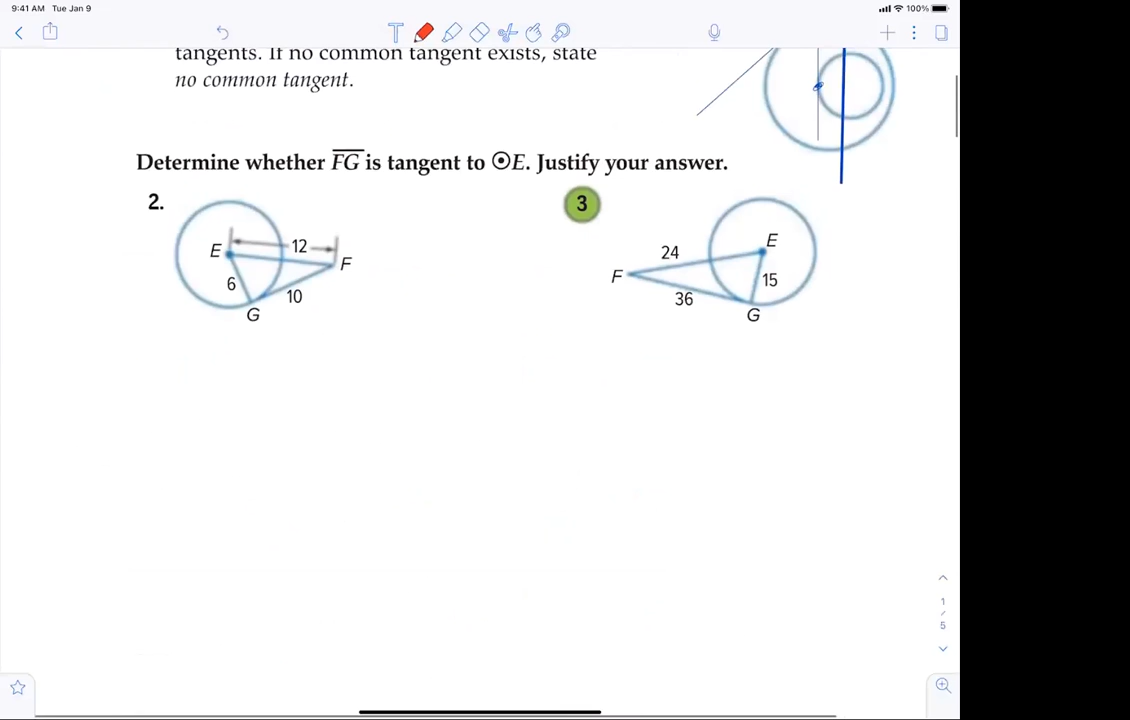 9:41 AM Tue Jan 9
100%
tangents. If no common tangent exists, state
no common tangent.
Determine whether FG is tangent to ⊙E. Justify your answer.
2.
E
12
F
6
10
G
3
24
E
F
15
36
G
1
/
5